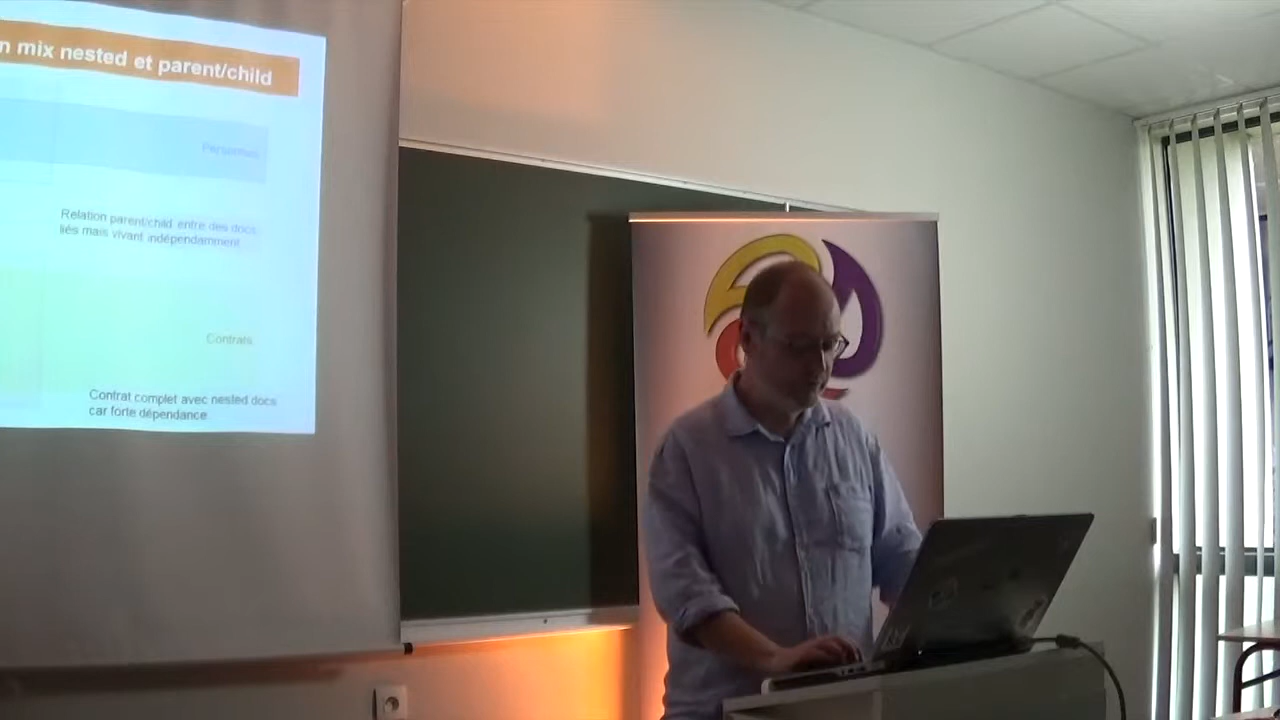 n mix nested et parent/child
Personnes
Relation parent/child entre des docs
liés mais vivant indépendamment
Contrats
Contrat complet avec nested docs
car forte dépendance